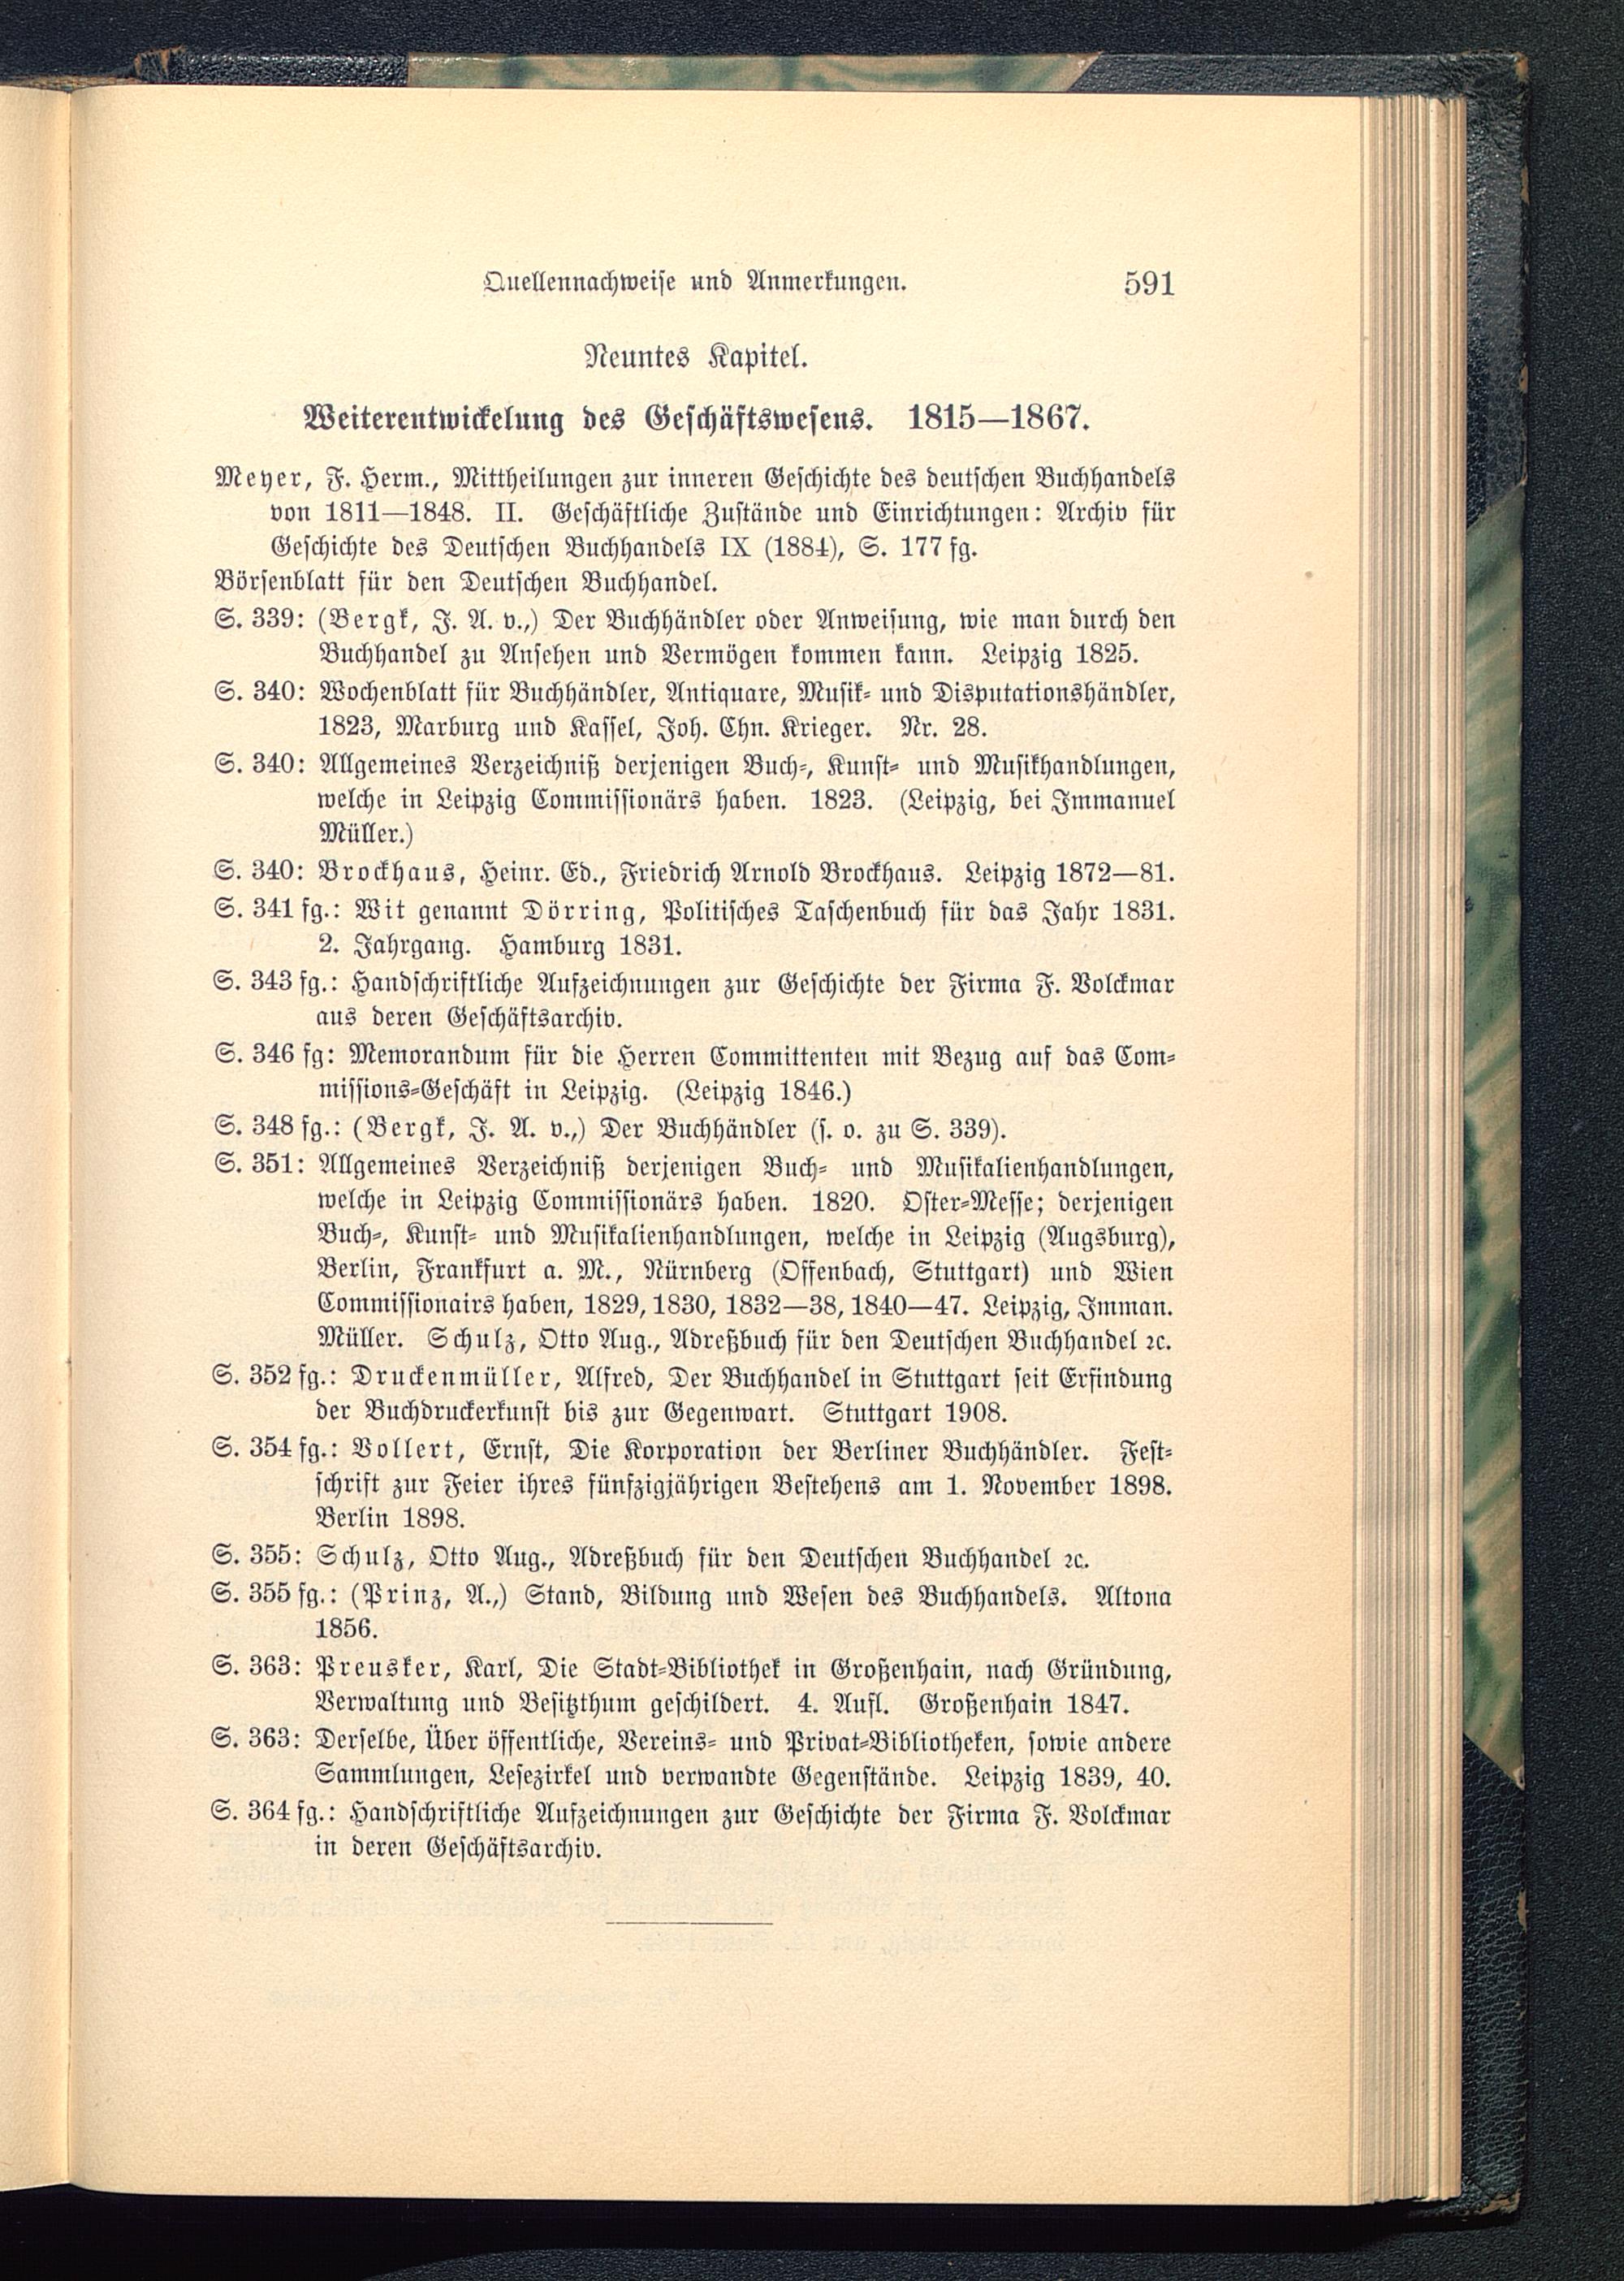 Quellennachweise und Anmerkungen. 591
Neuntes Kapitel.
Weiterentwickelung des Geschäftswesens. 1815—1867.
Meyer, F. Herm., Mittheilungen zur inneren Geschichte des deutschen Buchhandels
von 1811—1848. II. Geschäftliche Zustände und Einrichtungen: Archiv für
Geschichte des Deutschen Buchhandels IX (1884), S. 177 fg.
Börsenblatt für den Deutschen Buchhandel.
S. 339: (Bergk, J. A. v.,) Der Buchhändler oder Anweisung, wie man durch den
Buchhandel zu Ansehen und Vermögen kommen kann. Leipzig 1825.
S. 340: Wochenblatt für Buchhändler, Antiquare, Musik- und Disputationshändler,
1823, Marburg und Kassel, Joh. Chn. Krieger. Nr. 28.
S. 340: Allgemeines Verzeichniß derjenigen Buch-, Kunst- und Musikhandlungen,
welche in Leipzig Commissionärs haben. 1823. (Leipzig, bei Immanuel
Müller.)
S. 340: Brockhaus, Heinr. Ed., Friedrich Arnold Brockhaus. Leipzig 1872—81.
S. 341 fg.: Wit genannt Dörring, Politisches Taschenbuch für das Jahr 1831.
2. Jahrgang. Hamburg 1831.
S. 343 fg.: Handschriftliche Aufzeichnungen zur Geschichte der Firma F. Volckmar
aus deren Geschäftsarchiv.
S. 346 fg: Memorandum für die Herren Committenten mit Bezug auf das Com-
missions-Geschäft in Leipzig. (Leipzig 1846.)
S. 348 fg.: (Bergk, J. A. v.,) Der Buchhändler (s. o. zu S. 339).
S. 351: Allgemeines Verzeichniß derjenigen Buch- und Musikalienhandlungen,
welche in Leipzig Commissionärs haben. 1820. Oster-Messe; derjenigen
Buch-, Kunst- und Musikalienhandlungen, welche in Leipzig (Augsburg),
Berlin, Frankfurt a. M., Nürnberg (Offenbach, Stuttgart) und Wien
Commissionairs haben, 1829, 1830, 1832—38, 1840—47. Leipzig, Imman.
Müller. Schulz, Otto Aug., Adreßbuch für den Deutschen Buchhandel ꝛc.
S. 352 fg.: Druckenmüller, Alfred, Der Buchhandel in Stuttgart seit Erfindung
der Buchdruckerkunst bis zur Gegenwart. Stuttgart 1908.
S. 354 fg.: Vollert, Ernst, Die Korporation der Berliner Buchhändler. Fest-
schrift zur Feier ihres fünfzigjährigen Bestehens am 1. November 1898.
Berlin 1898.
S. 355: Schulz, Otto Aug., Adreßbuch für den Deutschen Buchhandel ꝛc.
S. 355 fg.: (Prinz, A.,) Stand, Bildung und Wesen des Buchhandels. Altona
1856.
S. 363: Preusker, Karl, Die Stadt-Bibliothek in Großenhain, nach Gründung,
Verwaltung und Besitzthum geschildert. 4. Aufl. Großenhain 1847.
S. 363: Derselbe, Über öffentliche, Vereins- und Privat-Bibliotheken, sowie andere
Sammlungen, Lesezirkel und verwandte Gegenstände. Leipzig 1839, 40.
S. 364 fg.: Handschriftliche Aufzeichnungen zur Geschichte der Firma F. Volckmar
in deren Geschäftsarchiv.